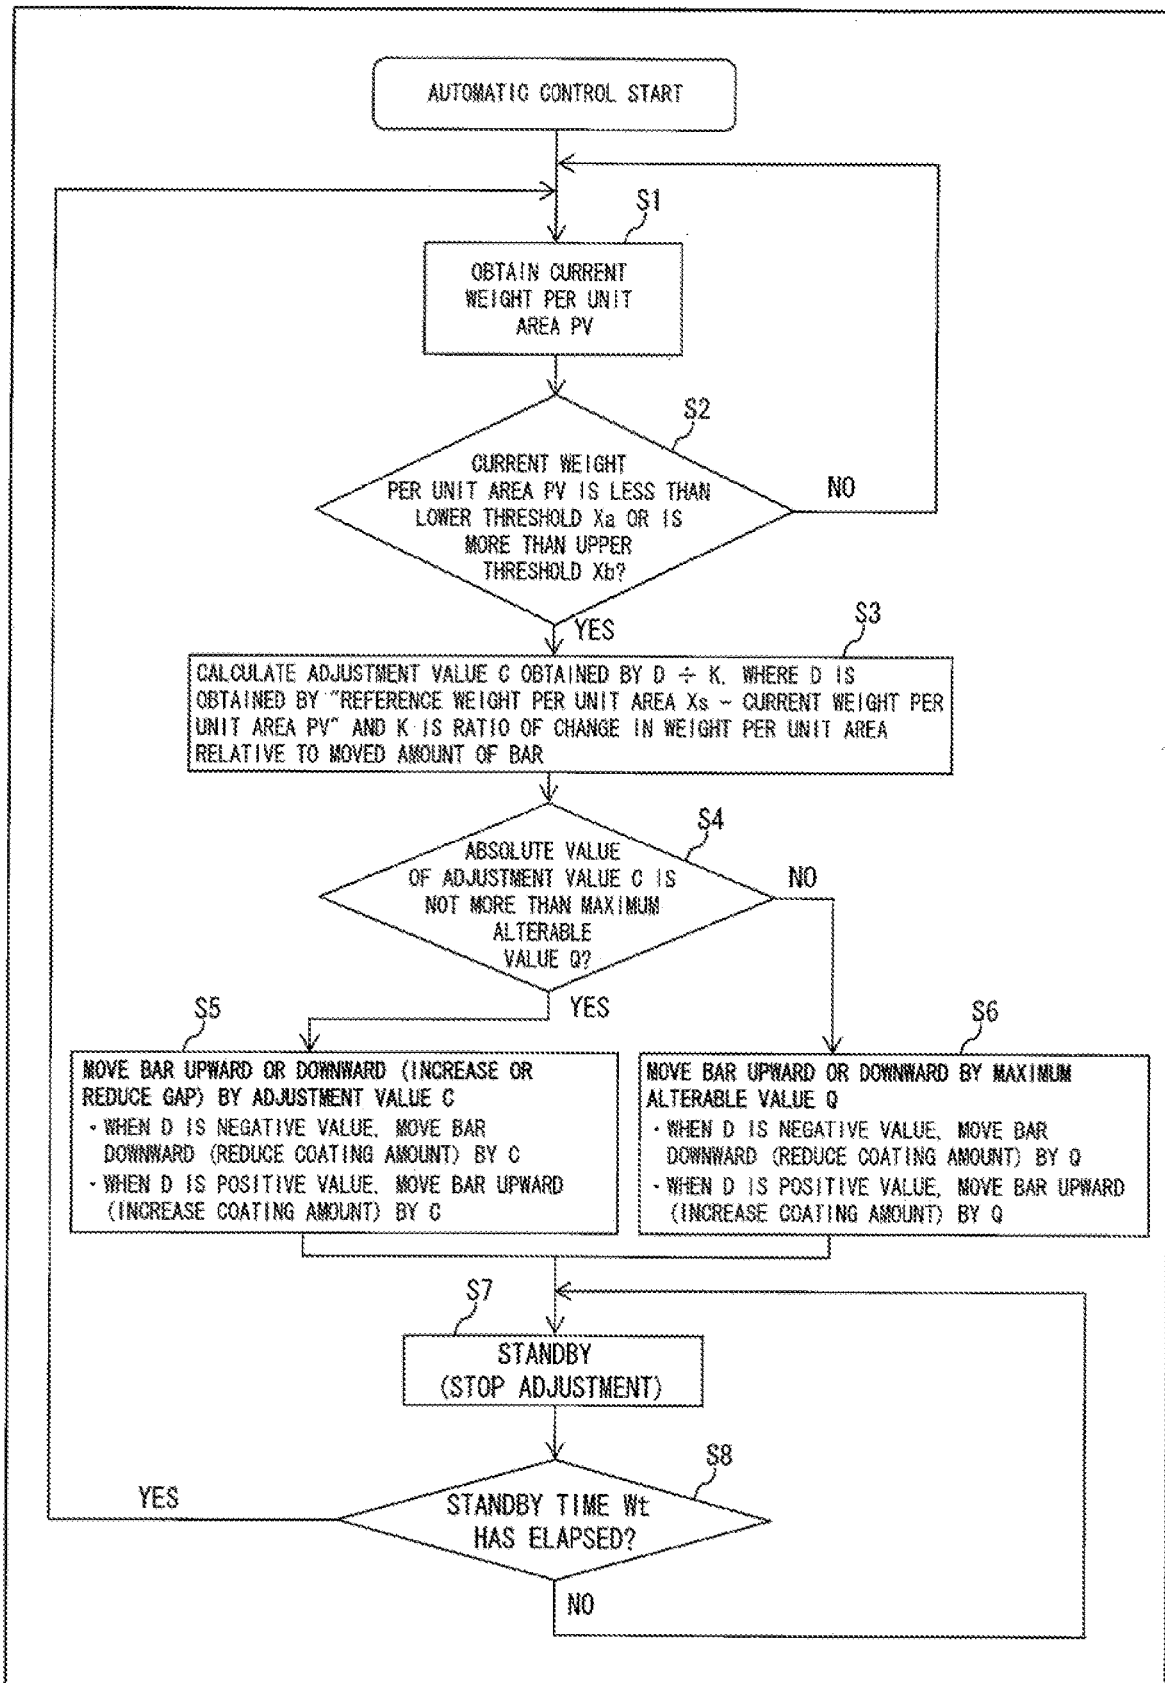 AUTOMATIC CONTROL START
S1
OBTAIN CURRENT
WEIGHT PER UNIT
AREA PV
S2
CURRENT WEIGHT
PER UNIT AREA PV IS LESS THAN
LOWER THRESHOLD Xa OR IS
MORE THAN UPPER
THRESHOLD Xb?
NO
YES
S3
CALCULATE ADJUSTMENT VALUE C OBTAINED BY D ÷ K, WHERE D IS
OBTAINED BY "REFERENCE WEIGHT PER UNIT AREA Xs - CURRENT WEIGHT PER
UNIT AREA PV" AND K IS RATIO OF CHANGE IN WEIGHT PER UNIT AREA
RELATIVE TO MOVED AMOUNT OF BAR
S4
ABSOLUTE VALUE
OF ADJUSTMENT VALUE C IS
NOT MORE THAN MAXIMUM
ALTERABLE
VALUE Q?
NO
YES
S5
MOVE BAR UPWARD OR DOWNWARD (INCREASE OR
REDUCE GAP) BY ADJUSTMENT VALUE C
・WHEN D IS NEGATIVE VALUE, MOVE BAR
DOWNWARD (REDUCE COATING AMOUNT) BY C
・WHEN D IS POSITIVE VALUE, MOVE BAR UPWARD
(INCREASE COATING AMOUNT) BY C
S6
MOVE BAR UPWARD OR DOWNWARD BY MAXIMUM
ALTERABLE VALUE Q
・WHEN D IS NEGATIVE VALUE, MOVE BAR
DOWNWARD (REDUCE COATING AMOUNT) BY Q
・WHEN D IS POSITIVE VALUE, MOVE BAR UPWARD
(INCREASE COATING AMOUNT) BY Q
S7
STANDBY
(STOP ADJUSTMENT)
S8
STANDBY TIME Wt
HAS ELAPSED?
YES
NO